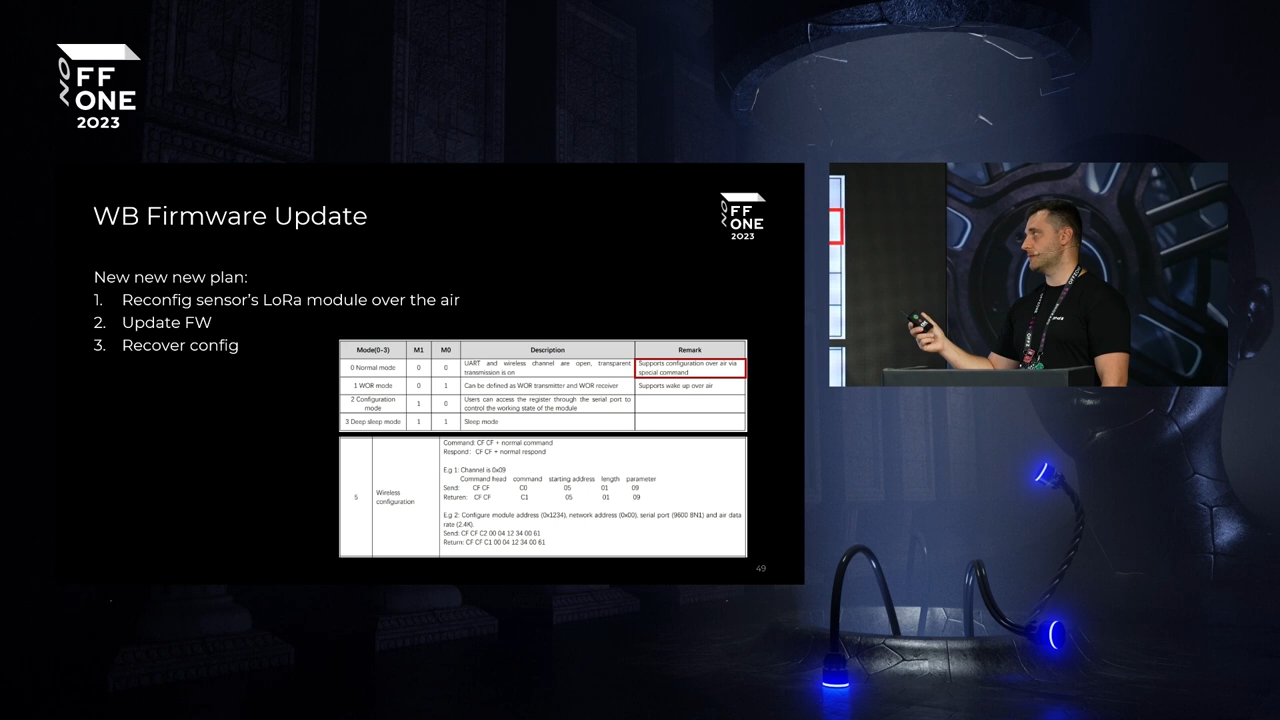 NO
FF
ONE
2023
WB Firmware Update
NO
FF
ONE
2023
New new new plan:
1. Reconfig sensor's LoRa module over the air
2. Update FW
3. Recover config
Mode(0-3) M1 M0 Description Remark
0 Normal mode 0 0 UART and wireless channel are open, transparent transmission is on Supports configuration over air via special command
1 WOR mode 0 1 Can be defined as WOR transmitter and WOR receiver Supports wake up over air
2 Configuration mode 1 0 Users can access the register through the serial port to control the working state of the module
3 Deep sleep mode 1 1 Sleep mode
5 Wireless configuration
Command: CF CF + normal command
Respond: CF CF + normal respond
E.g 1: Channel is 0x09
Command head command starting address length parameter
Send: CF CF C0 05 01 09
Returen: CF CF C1 05 01 09
E.g 2: Configure module address (0x1234), network address (0x00), serial port (9600 8N1) and air data
rate (2.4K).
Send: CF CF C2 00 04 12 34 00 61
Return: CF CF C1 00 04 12 34 00 61
49